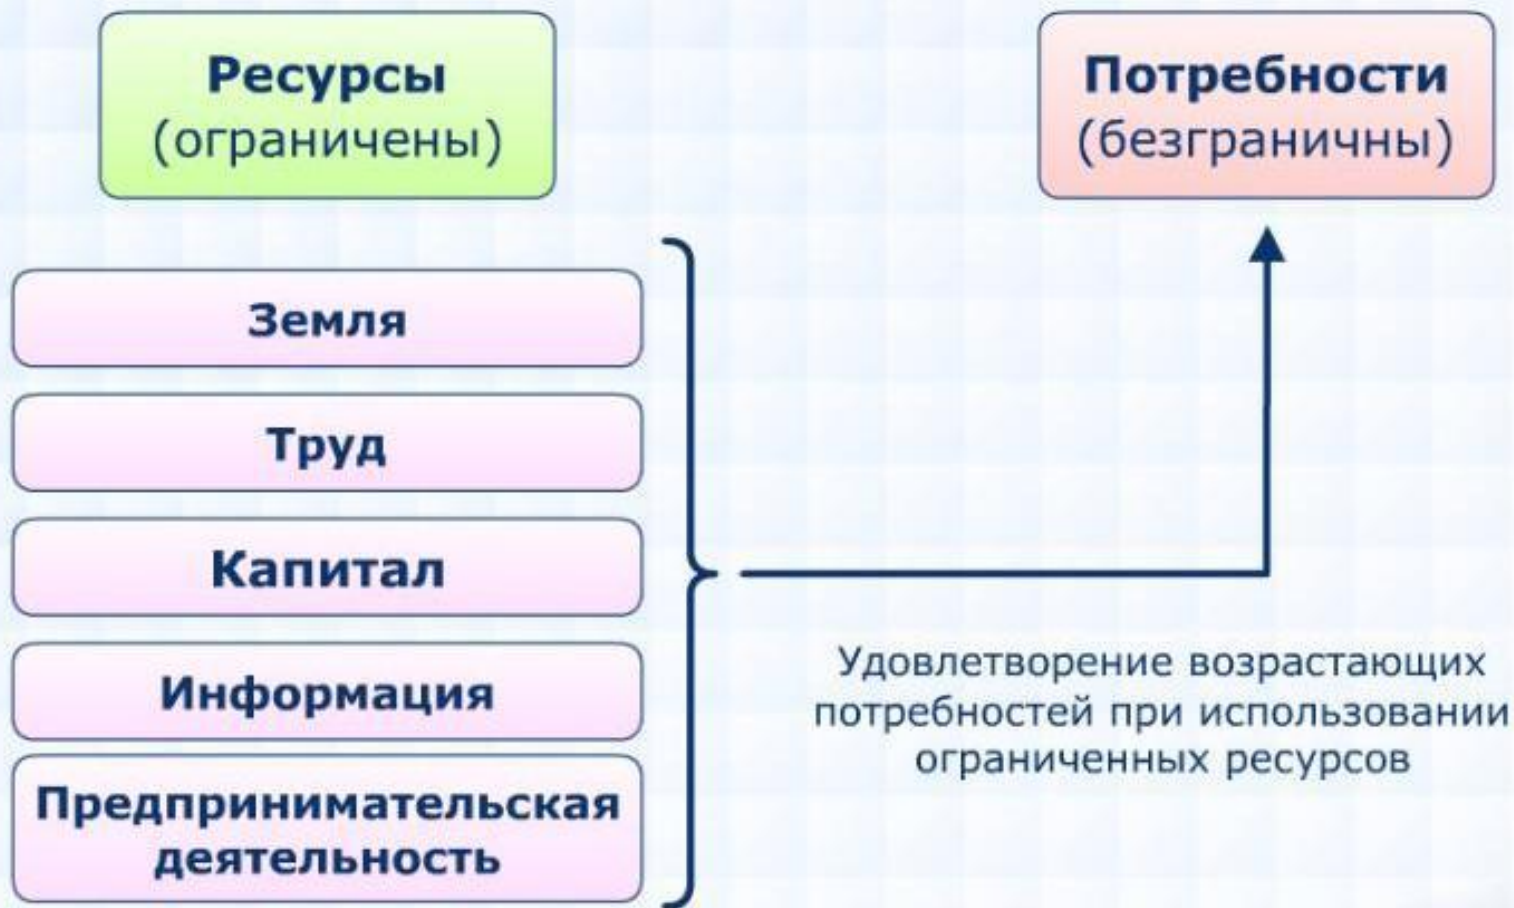 Ресурсы
(ограничены)
Потребности
(безграничны)
Земля
Труд
Капитал
Информация
Предпринимательская
деятельность
Удовлетворение возрастающих
потребностей при использовании
ограниченных ресурсов